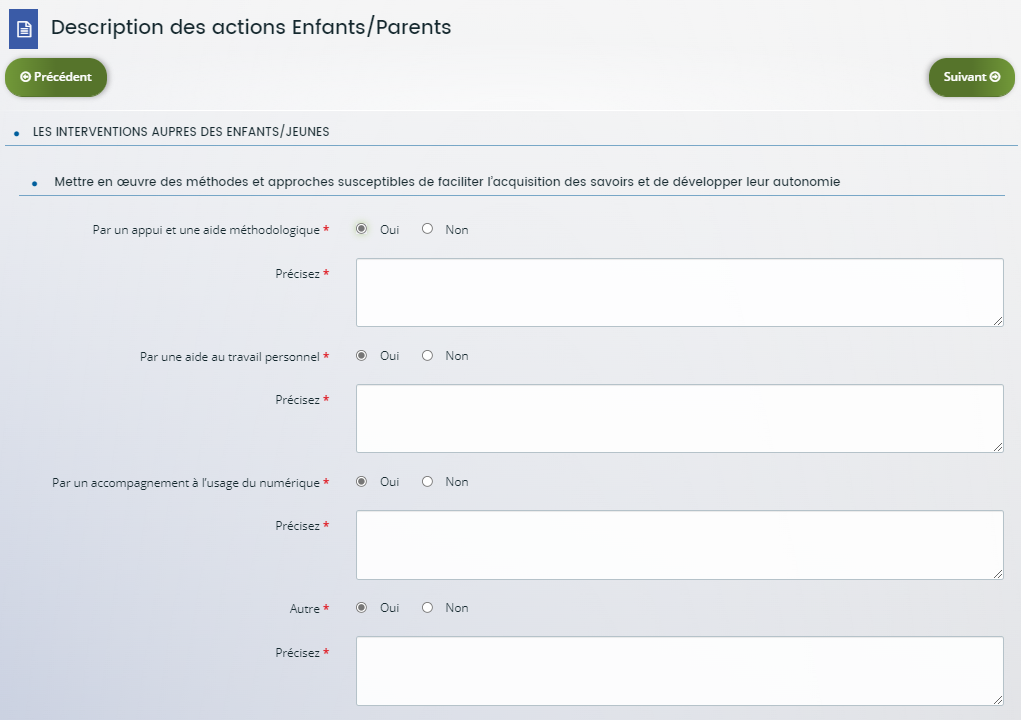 Description des actions Enfants/Parents
Précédent
Suivant
LES INTERVENTIONS AUPRES DES ENFANTS/JEUNES
Mettre en œuvre des méthodes et approches susceptibles de faciliter l'acquisition des savoirs et de développer leur autonomie
Par un appui et une aide méthodologique * Oui Non
Précisez *
Par une aide au travail personnel * Oui Non
Précisez *
Par un accompagnement à l'usage du numérique * Oui Non
Précisez *
Autre * Oui Non
Précisez *